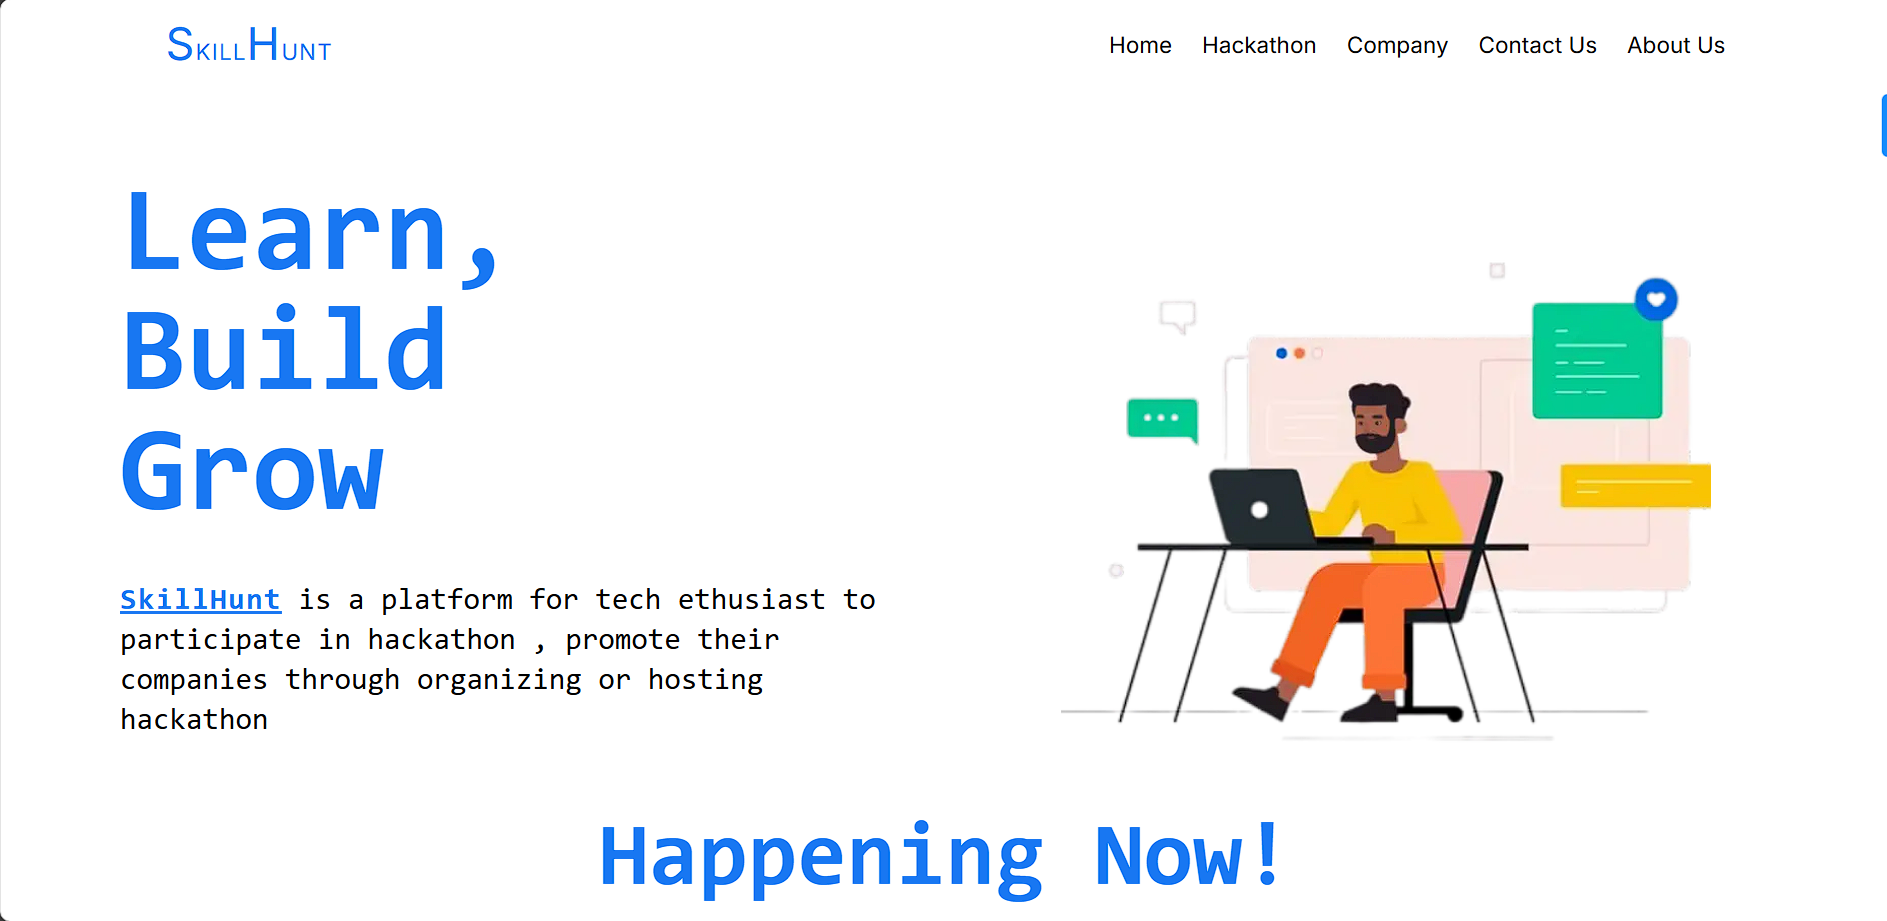 SkillHunt
Home Hackathon Company Contact Us About Us
Learn,
Build
Grow
SkillHunt is a platform for tech ethusiast to
participate in hackathon , promote their
companies through organizing or hosting
hackathon
Happening Now!